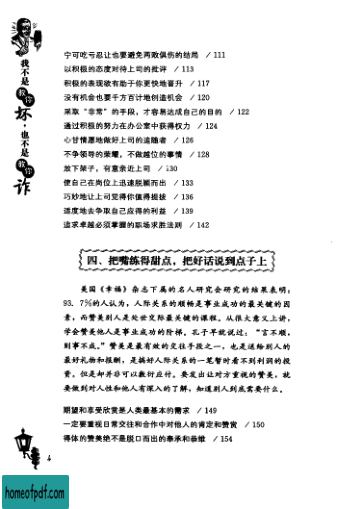 我不是教你坏，也不是教你诈
宁可吃亏忍让也要避免两败俱伤的结局 / 111
以积极的态度对待上司的批评 / 113
积极的表现欲有助于你更快地晋升 / 117
没有机会也要千方百计地创造机会 / 120
采取“非常”的手段，才容易达成自己的目的 / 122
通过积极的努力在办公室中获得权力 / 124
心甘情愿地做好上司的追随者 / 126
不争领导的荣耀，不做越位的事情 / 128
放下架子，有意亲近上司 / 130
使自己在岗位上迅速脱颖而出 / 133
巧妙地让上司觉得你值得提拔 / 136
适度地去争取自己应得的利益 / 139
追求卓越必须掌握的职场求胜法则 / 142
四、把嘴练得甜点，把好话说到点子上
美国《幸福》杂志下属的名人研究会研究的结果表明：
93.7%的人认为，人际关系的顺畅是事业成功的最关键的因
素，而赞美别人是处世交际最关键的课程。从很大意义上讲，
学会赞美他人是事业成功的阶梯。孔子早就说过：“言不顺，
则事不成。”赞美是最有效的交往手段之一，也是送给别人的
最好礼物和报酬，是搞好人际关系的一笔暂时看不到利润的投
资。但是却并非可以敷衍应付。要发出让对方重视的赞美，就
要做到对人性和他人有深入的了解，知道别人到底需要什么。
期望和享受欣赏是人类最基本的需求 / 149
一定要重视日常交往和合作中对他人的肯定和赞赏 / 150
得体的赞美绝不是脱口而出的奉承和恭维 / 154
4
homeofpdf.com